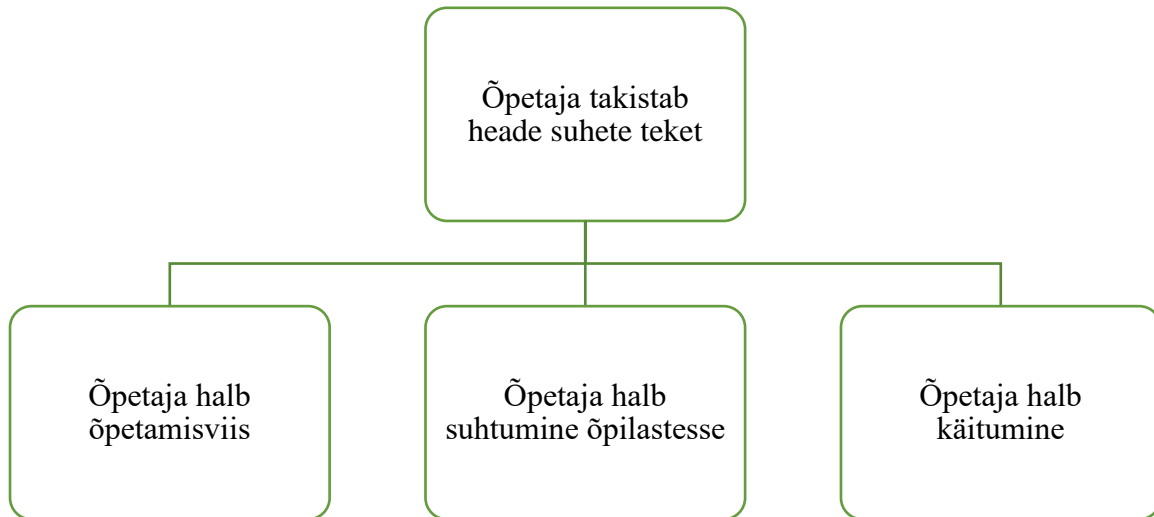 Õpetaja takistab
heade suhete teket
Õpetaja halb
õpetamisviis
Õpetaja halb
suhtumine õpilastesse
Õpetaja halb
käitumine